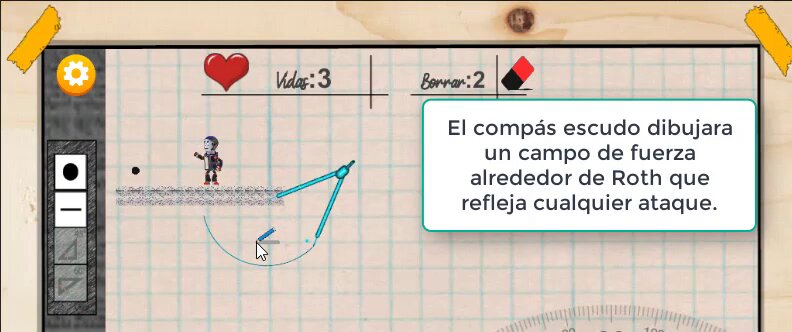 Vidas:3
Borrar:2
El compás escudo dibujara
un campo de fuerza
alrededor de Roth que
refleja cualquier ataque.